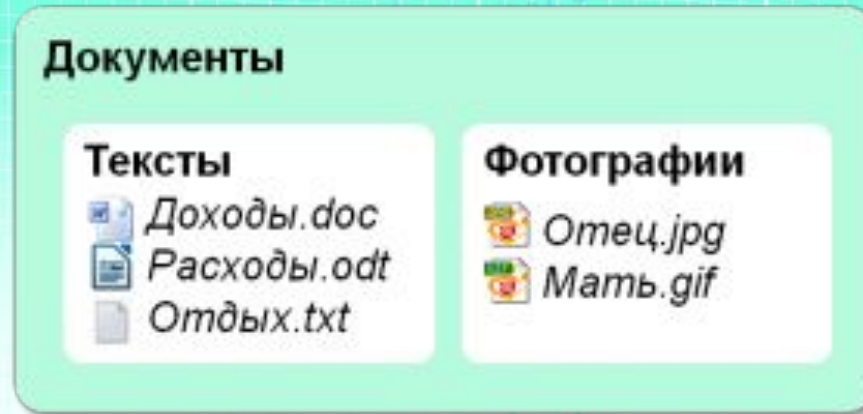 Документы
Тексты
Доходы.doc
Расходы.odt
Отдых.txt
Фотографии
Отец.jpg
Мать.gif